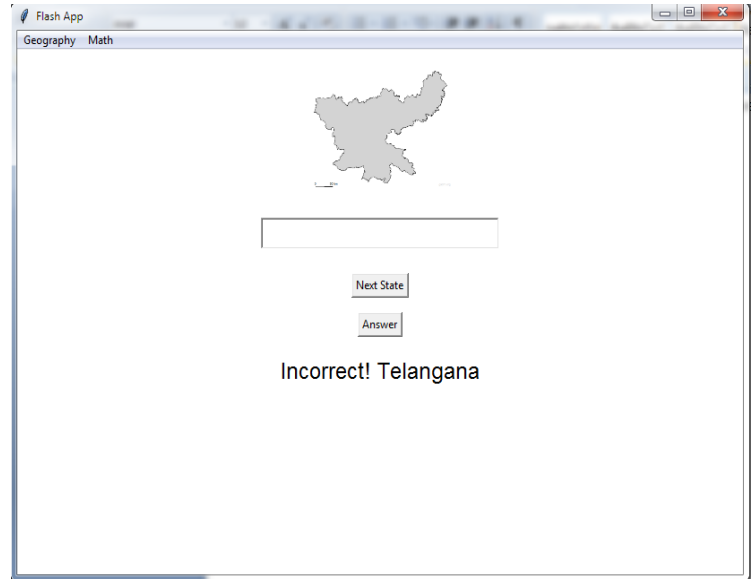 Flash App
Geography Math
Next State
Answer
Incorrect! Telangana